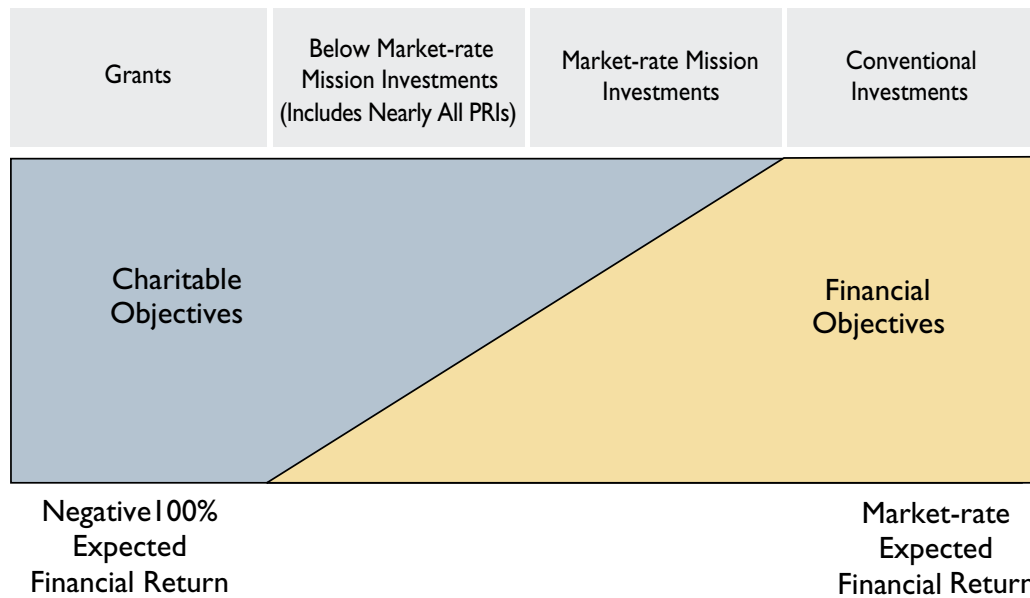 Grants
Below Market-rate
Mission Investments
(Includes Nearly All PRIs)
Market-rate Mission
Investments
Conventional
Investments
Charitable
Objectives
Financial
Objectives
Negative100%
Expected
Financial Return
Market-rate
Expected
Financial Return